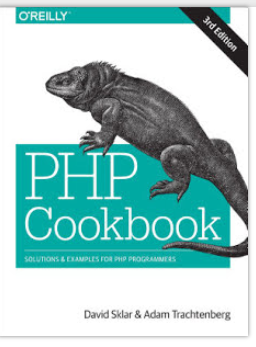 O'REILLY®
3rd Edition
PHP
Cookbook
SOLUTIONS & EXAMPLES FOR PHP PROGRAMMERS
David Sklar & Adam Trachtenberg